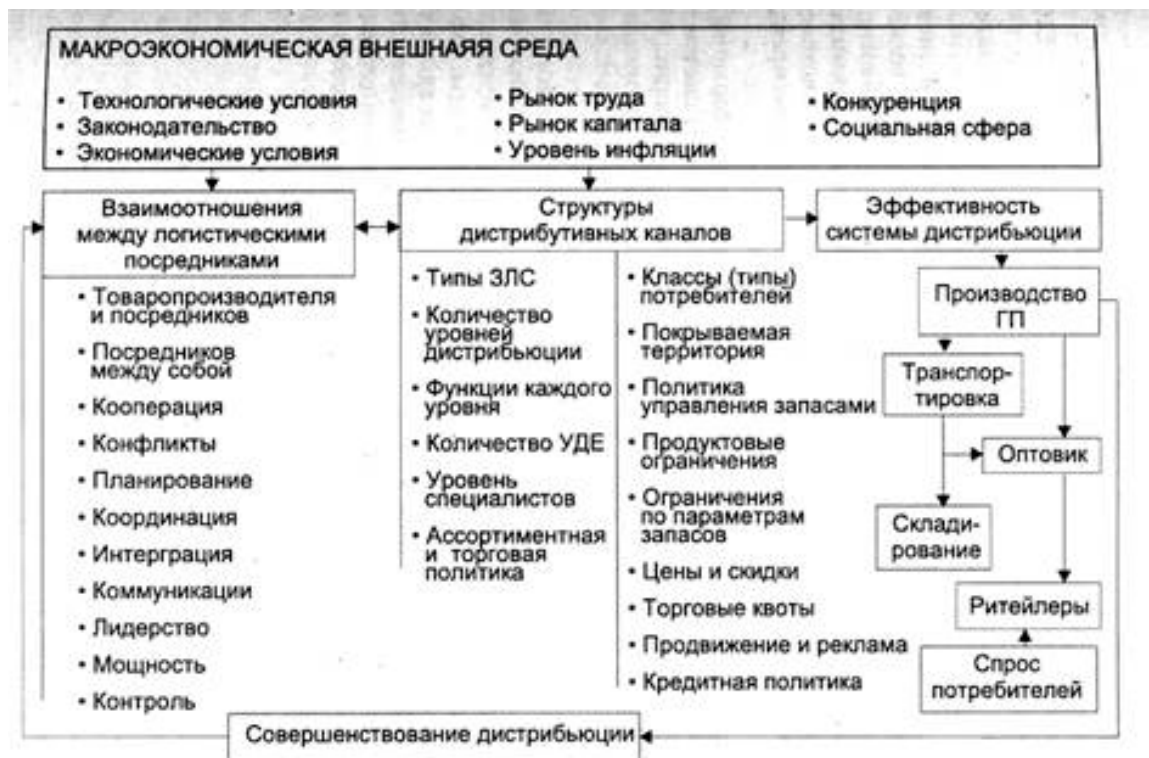 МАКРОЭКОНОМИЧЕСКАЯ ВНЕШНАЯЯ СРЕДА
• Технологические условия
• Законодательство
• Экономические условия
• Рынок труда
• Рынок капитала
• Уровень инфляции
• Конкуренция
• Социальная сфера
Взаимоотношения
между логистическими
посредниками
• Товаропроизводителя
и посредников
• Посредников
между собой
• Кооперация
• Конфликты
• Планирование
• Координация
• Интерграция
• Коммуникации
• Лидерство
• Мощность
• Контроль
Структуры
дистрибутивных каналов
• Типы ЗЛС
• Количество
уровней
дистрибьюции
• Функции каждого
уровня
• Количество УДЕ
• Уровень
специалистов
• Ассортиментная
и торговая
политика
• Классы (типы)
потребителей
• Покрываемая
территория
• Политика
управления запасами
• Продуктовые
ограничения
• Ограничения
по параметрам
запасов
• Цены и скидки
• Торговые квоты
• Продвижение и реклама
• Кредитная политика
Эффективность
системы дистрибьюции
Производство
ГП
Транспор-
тировка
Оптовик
Склади-
рование
Ритейлеры
Спрос
потребителей
Совершенствование дистрибьюции